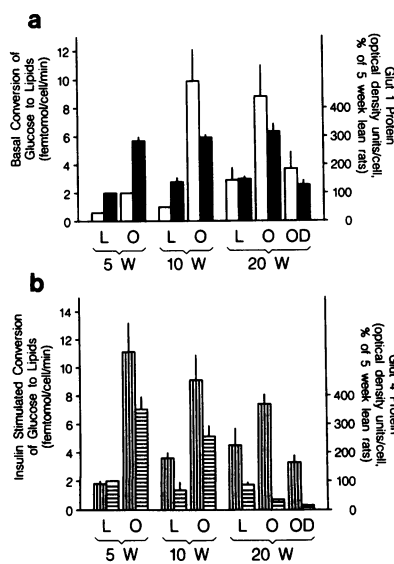 a
Basal Conversion of
Glucose to Lipids
(femtomol/cell/min)
12
10
8
6
4
2
0
Glut 1 Protein
(optical density units/cell,
% of 5 week lean rats)
400
300
200
100
0
L O L O L O OD
5 W 10 W 20 W
b
Insulin Stimulated Conversion
of Glucose to Lipids
(femtomol/cell/min)
14
12
10
8
6
4
2
0
Glut 4 Protein
(optical density units/cell,
% of 5 week lean rats)
400
300
200
100
0
L O L O L O OD
5 W 10 W 20 W